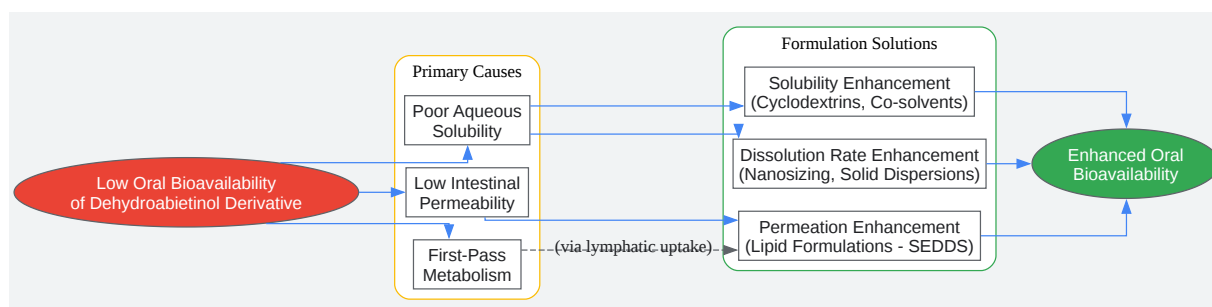 Low Oral Bioavailability
of Dehydroabietinol Derivative
Primary Causes
Poor Aqueous
Solubility
Low Intestinal
Permeability
First-Pass
Metabolism
(via lymphatic uptake)
Formulation Solutions
Solubility Enhancement
(Cyclodextrins, Co-solvents)
Dissolution Rate Enhancement
(Nanosizing, Solid Dispersions)
Permeation Enhancement
(Lipid Formulations - SEDDS)
Enhanced Oral
Bioavailability